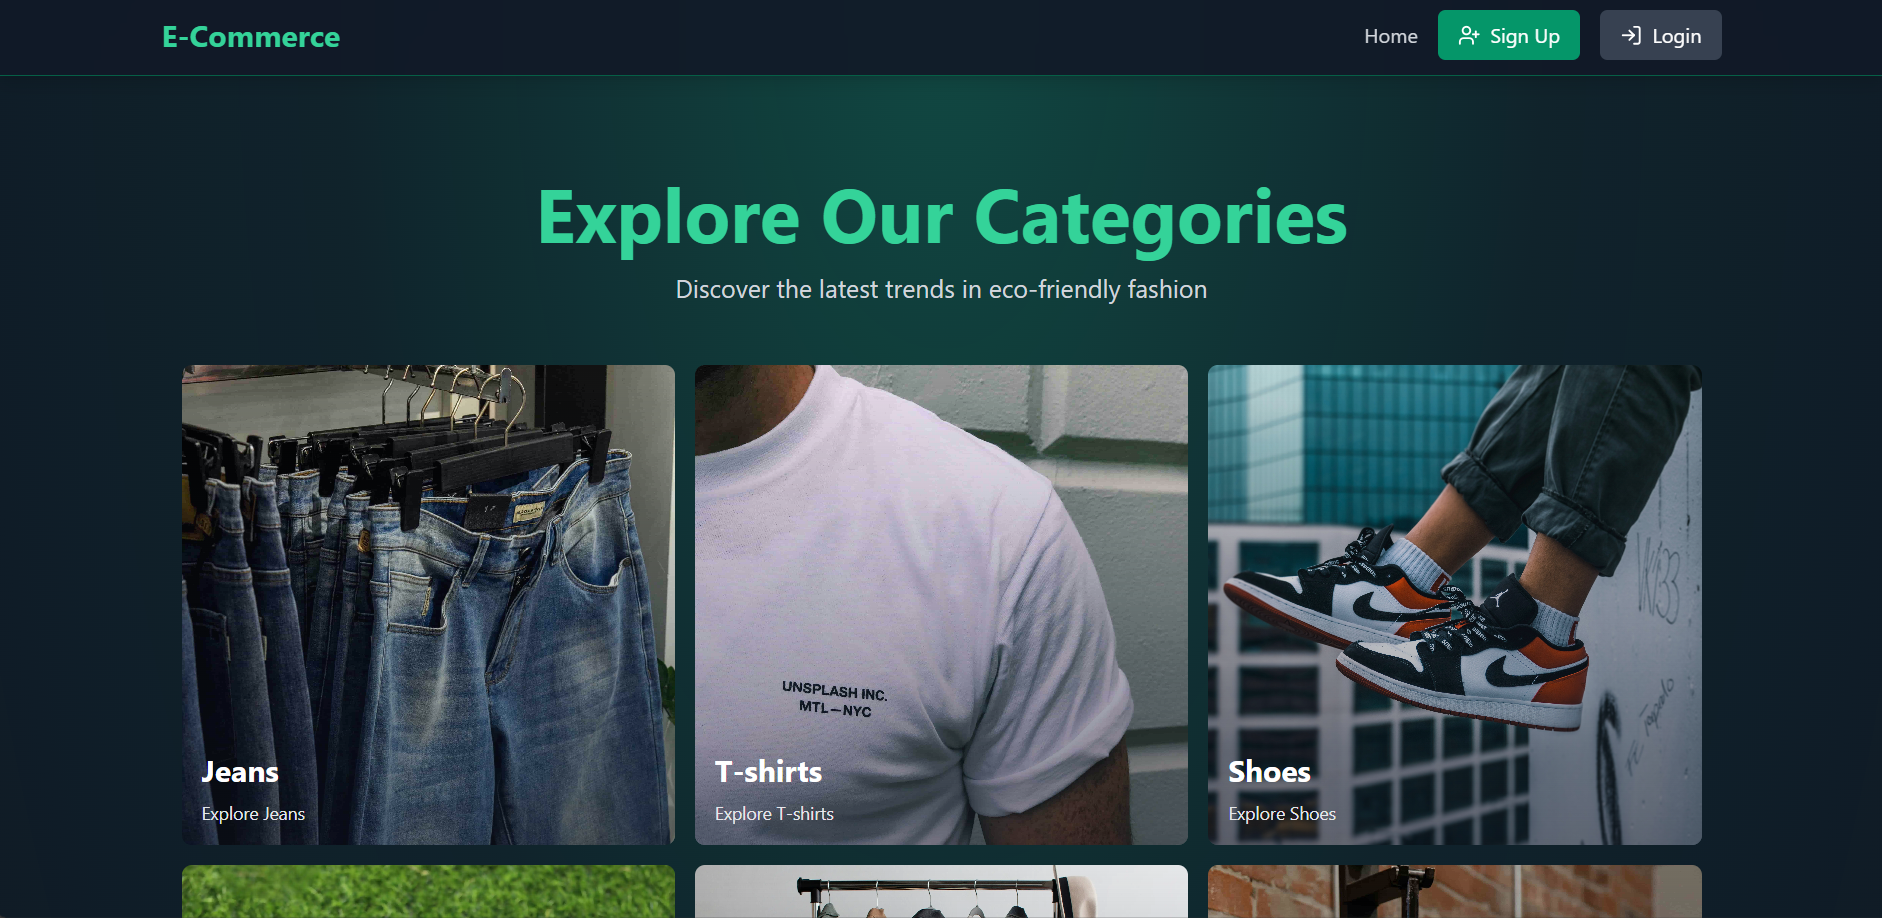 E-Commerce
Home
Sign Up
Login
Explore Our Categories
Discover the latest trends in eco-friendly fashion
UNSPLASH INC.
MTL—NYC
Jeans
Explore Jeans
T-shirts
Explore T-shirts
Shoes
Explore Shoes